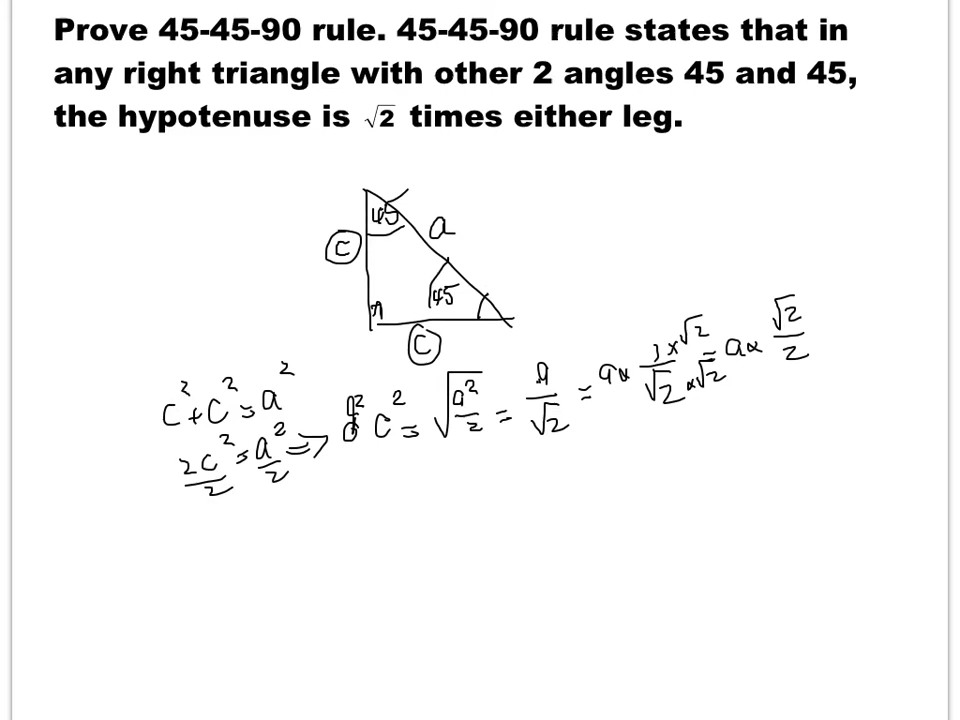 Prove 45-45-90 rule. 45-45-90 rule states that in
any right triangle with other 2 angles 45 and 45,
the hypotenuse is √2 times either leg.
45
a
c
45
c
c² + c² = a²
2c²/2 = a²/2 => c² = √(a²/2) = a/√2 = a × 1×√2/√2×√2 = a × √2/2